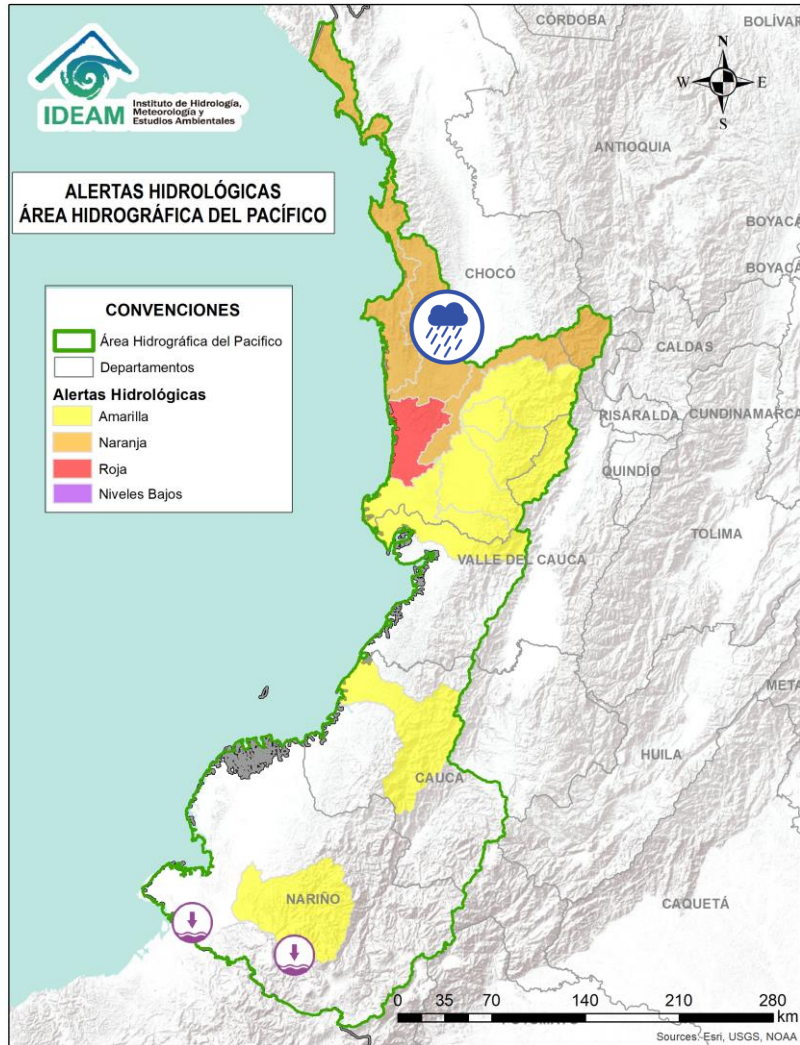 IDEAM
Instituto de Hidrología,
Meteorología y
Estudios Ambientales
ALERTAS HIDROLÓGICAS
ÁREA HIDROGRÁFICA DEL PACÍFICO
CONVENCIONES
Área Hidrográfica del Pacifico
Departamentos
Alertas Hidrológicas
Amarilla
Naranja
Roja
Niveles Bajos
N
W E
S
CÓRDOBA
BOLÍVAR
ANTIOQUIA
BOYACÁ
BOYACÁ
CHOCÓ
CALDAS
RISARALDA
CUNDINAMARCA
QUINDÍO
TOLIMA
VALLE DEL CAUCA
META
HUILA
CAUCA
NARIÑO
CAQUETÁ
0 35 70 140 210 280
km
Sources: Esri, USGS, NOAA